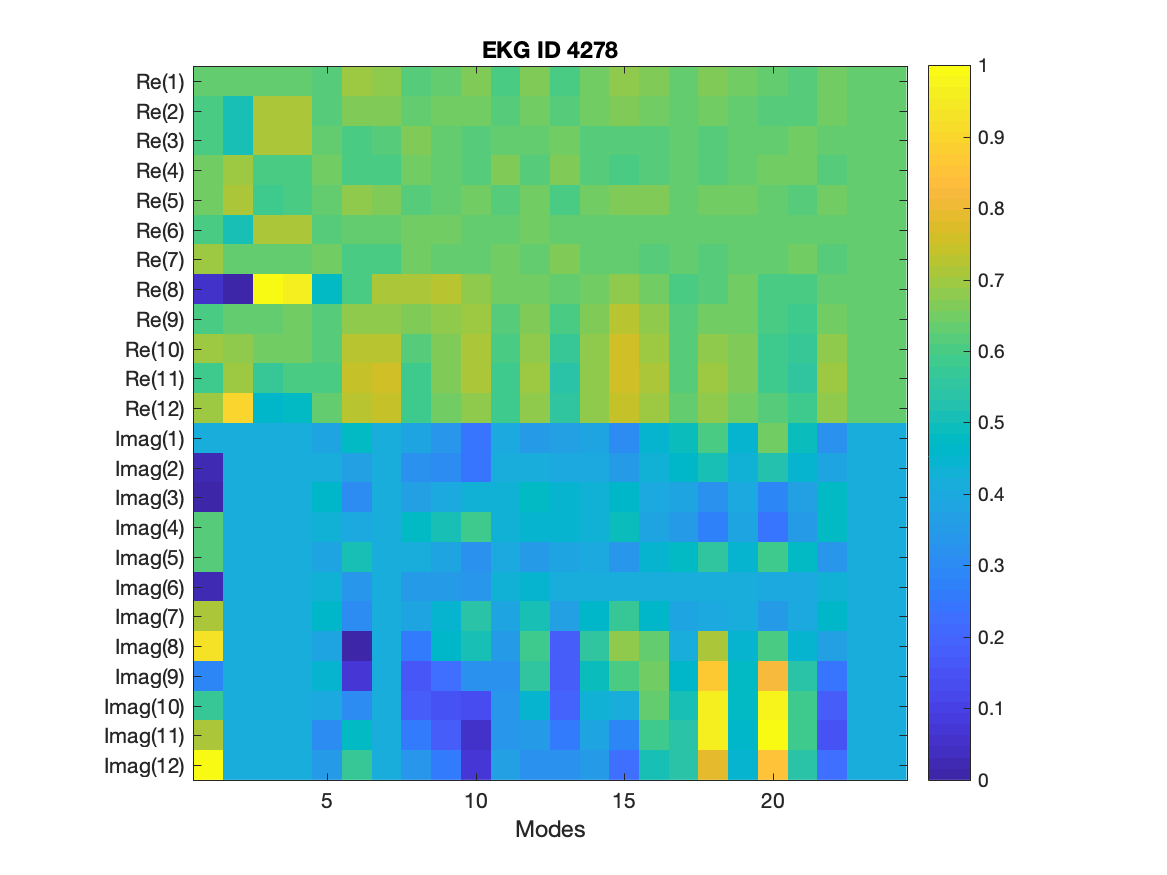 EKG ID 4278
Re(1)
Re(2)
Re(3)
Re(4)
Re(5)
Re(6)
Re(7)
Re(8)
Re(9)
Re(10)
Re(11)
Re(12)
Imag(1)
Imag(2)
Imag(3)
Imag(4)
Imag(5)
Imag(6)
Imag(7)
Imag(8)
Imag(9)
Imag(10)
Imag(11)
Imag(12)
5 10 15 20
Modes
1
0.9
0.8
0.7
0.6
0.5
0.4
0.3
0.2
0.1
0